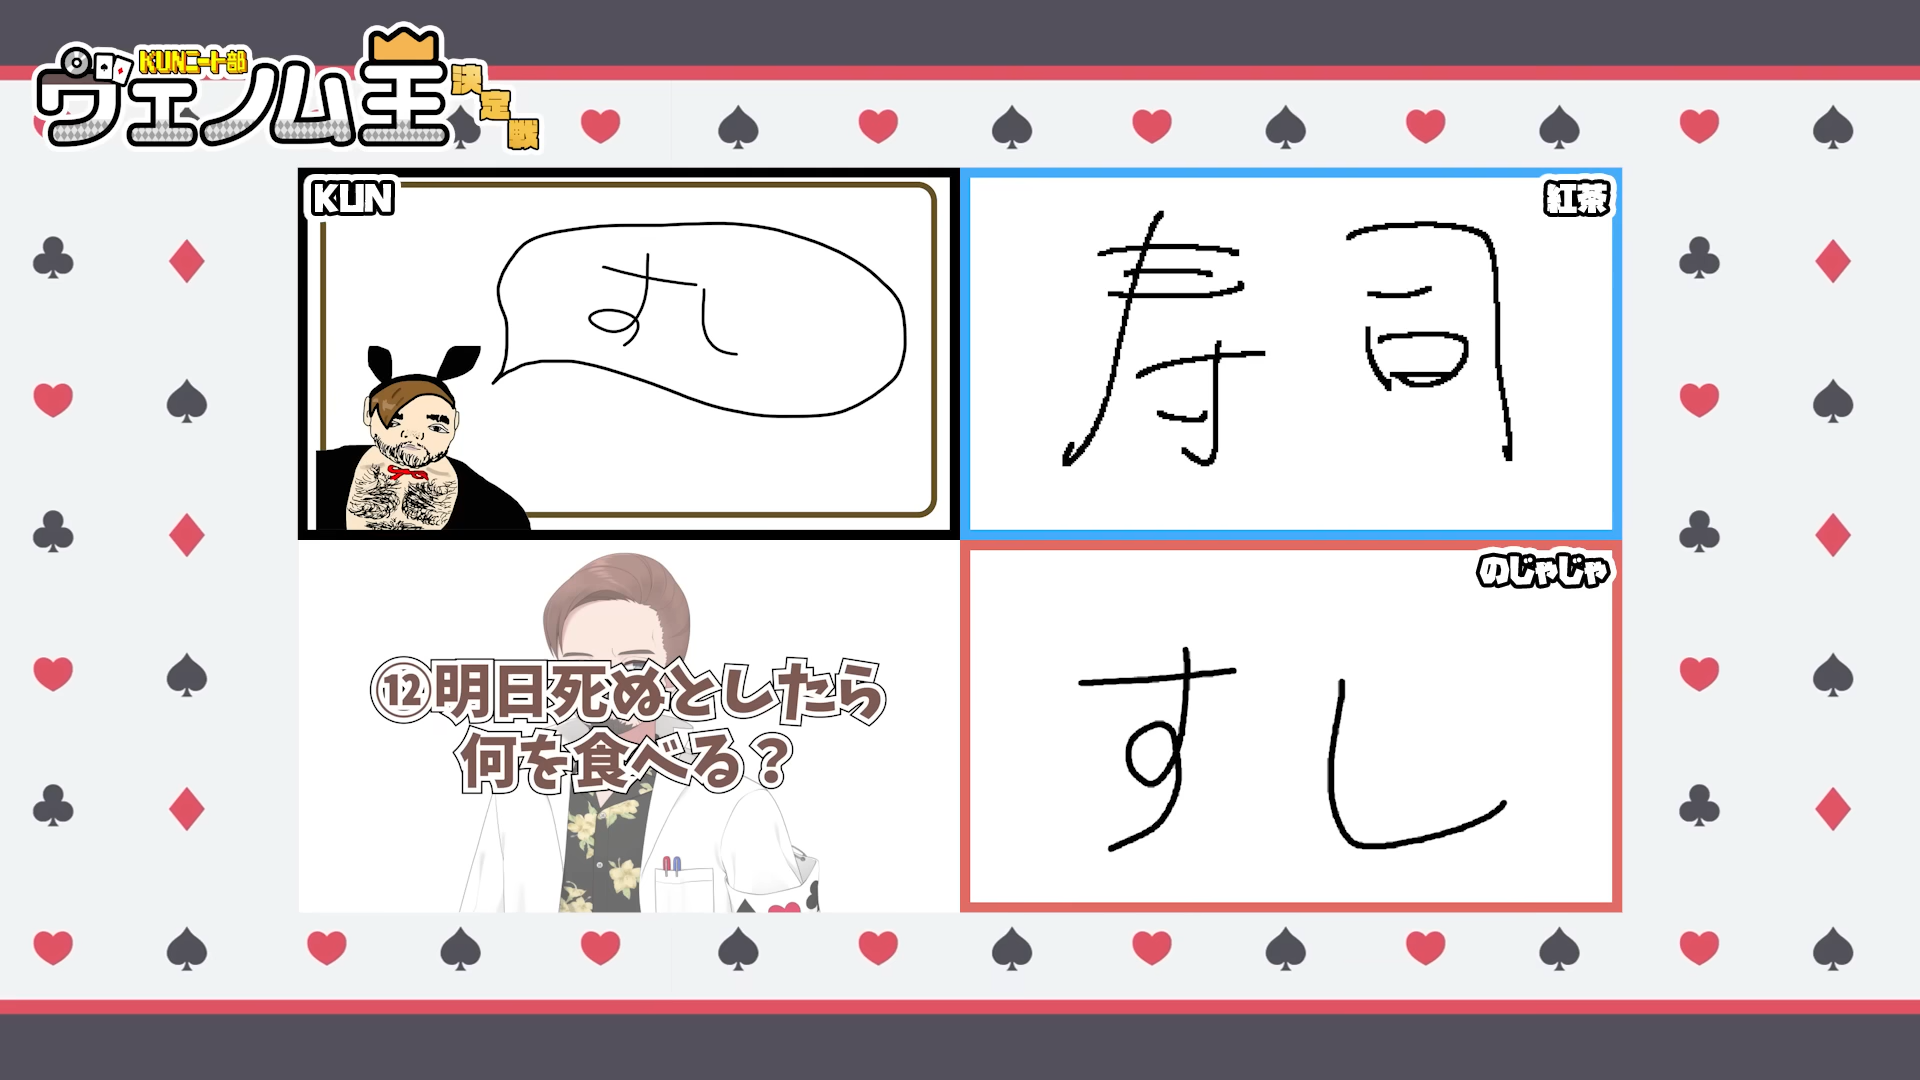 KUNニート部
ヴェノム王決定戦
KUN
すし
紅茶
寿司
⑫明日死ぬとしたら
何を食べる？
のじゃじゃ
すし